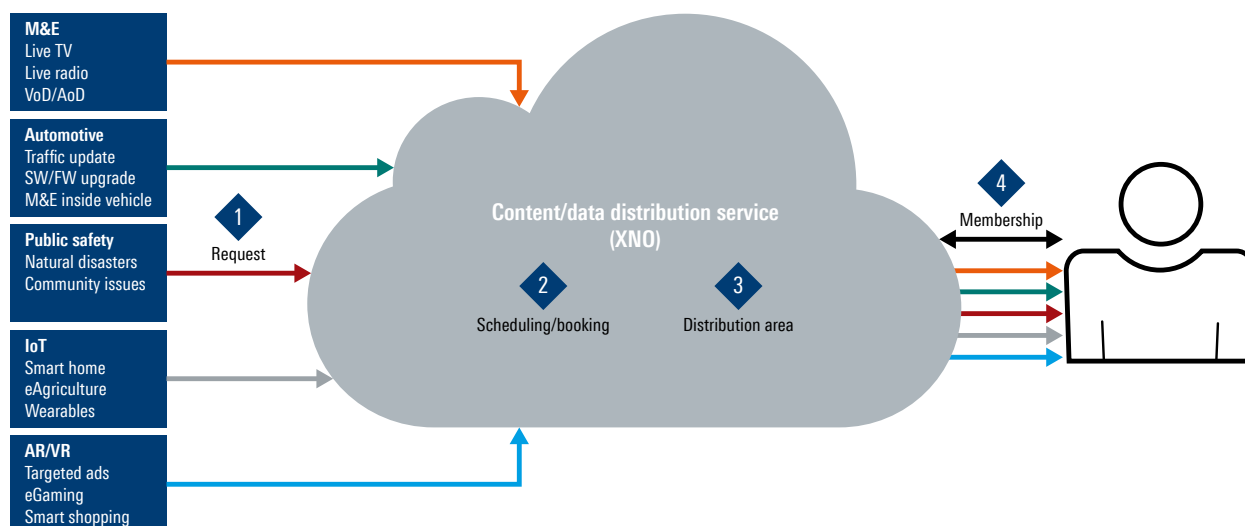 M&E
Live TV
Live radio
VoD/AoD
Automotive
Traffic update
SW/FW upgrade
M&E inside vehicle
Public safety
Natural disasters
Community issues
IoT
Smart home
eAgriculture
Wearables
AR/VR
Targeted ads
eGaming
Smart shopping
1
Request
Content/data distribution service
(XNO)
2
Scheduling/booking
3
Distribution area
4
Membership